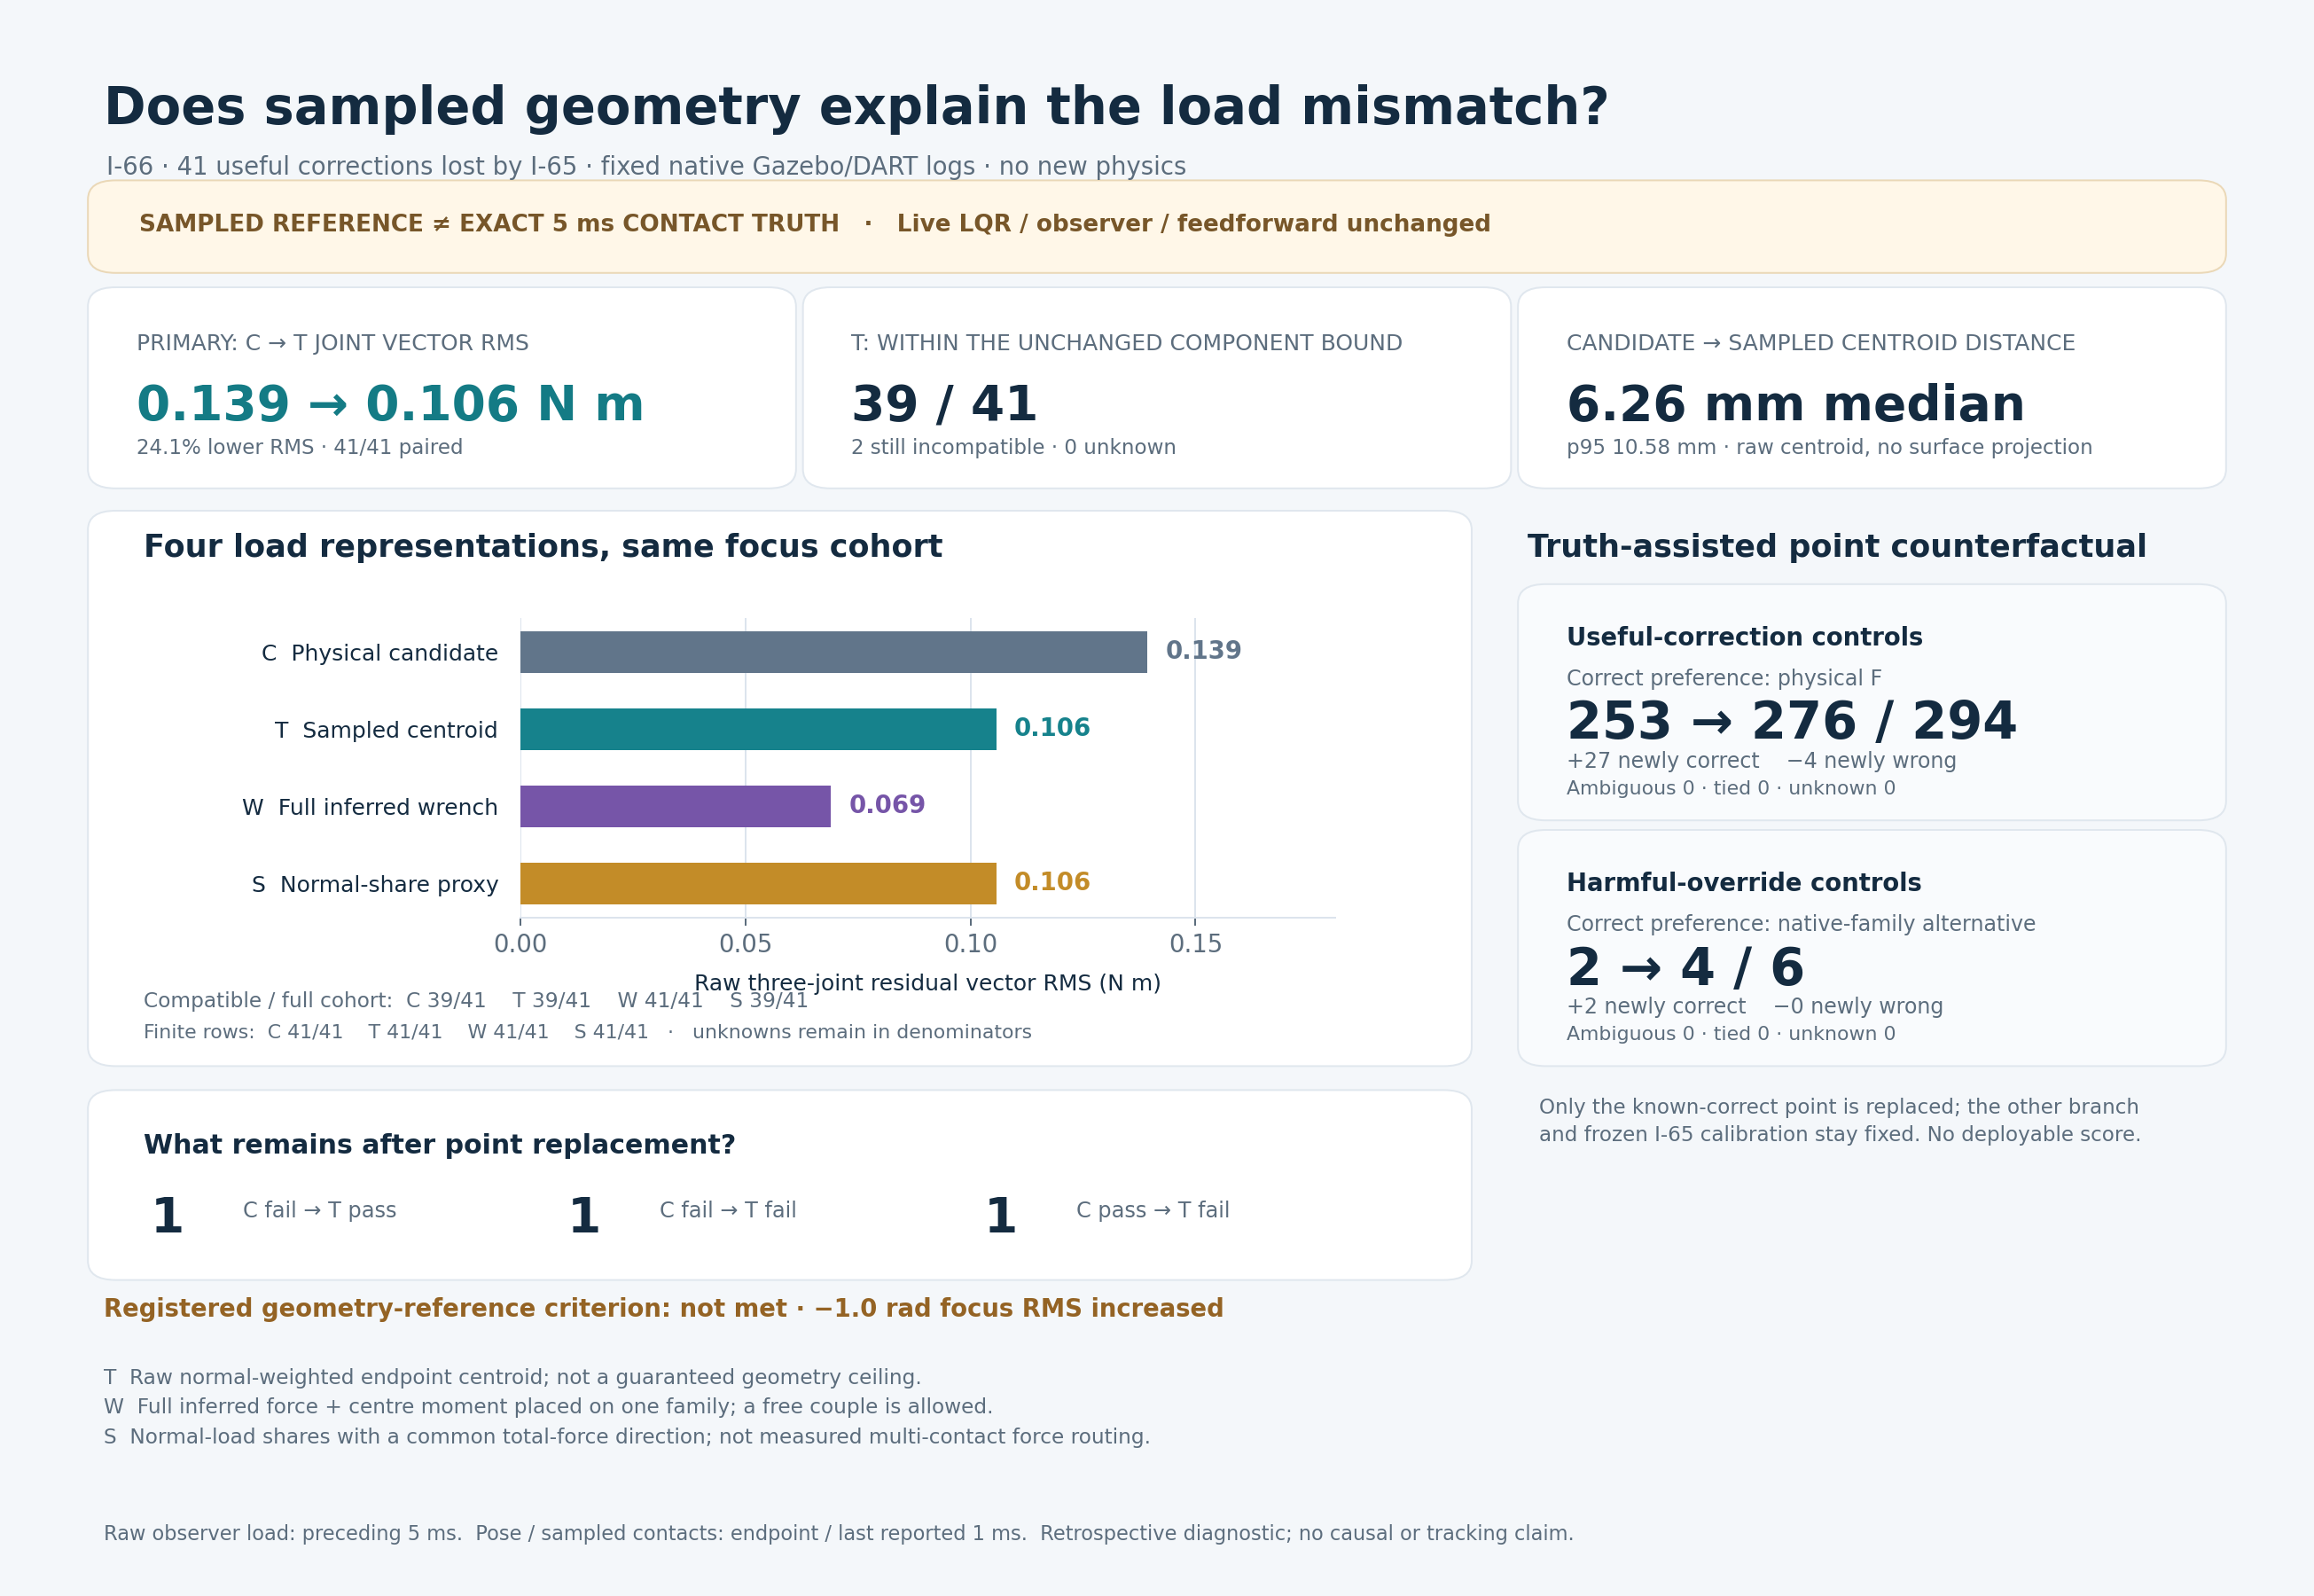 Does sampled geometry explain the load mismatch?
I-66 · 41 useful corrections lost by I-65 · fixed native Gazebo/DART logs · no new physics
SAMPLED REFERENCE ≠ EXACT 5 ms CONTACT TRUTH · Live LQR / observer / feedforward unchanged
PRIMARY: C → T JOINT VECTOR RMS
0.139 → 0.106 N m
24.1% lower RMS · 41/41 paired
T: WITHIN THE UNCHANGED COMPONENT BOUND
39 / 41
2 still incompatible · 0 unknown
CANDIDATE → SAMPLED CENTROID DISTANCE
6.26 mm median
p95 10.58 mm · raw centroid, no surface projection
Four load representations, same focus cohort
C Physical candidate
0.139
T Sampled centroid
0.106
W Full inferred wrench
0.069
S Normal-share proxy
0.106
0.00 0.05 0.10 0.15
Raw three-joint residual vector RMS (N m)
Compatible / full cohort: C 39/41 T 39/41 W 41/41 S 39/41
Finite rows: C 41/41 T 41/41 W 41/41 S 41/41 · unknowns remain in denominators
Truth-assisted point counterfactual
Useful-correction controls
Correct preference: physical F
253 → 276 / 294
+27 newly correct −4 newly wrong
Ambiguous 0 · tied 0 · unknown 0
Harmful-override controls
Correct preference: native-family alternative
2 → 4 / 6
+2 newly correct −0 newly wrong
Ambiguous 0 · tied 0 · unknown 0
Only the known-correct point is replaced; the other branch
and frozen I-65 calibration stay fixed. No deployable score.
What remains after point replacement?
1 C fail → T pass
1 C fail → T fail
1 C pass → T fail
Registered geometry-reference criterion: not met · −1.0 rad focus RMS increased
T Raw normal-weighted endpoint centroid; not a guaranteed geometry ceiling.
W Full inferred force + centre moment placed on one family; a free couple is allowed.
S Normal-load shares with a common total-force direction; not measured multi-contact force routing.
Raw observer load: preceding 5 ms. Pose / sampled contacts: endpoint / last reported 1 ms. Retrospective diagnostic; no causal or tracking claim.